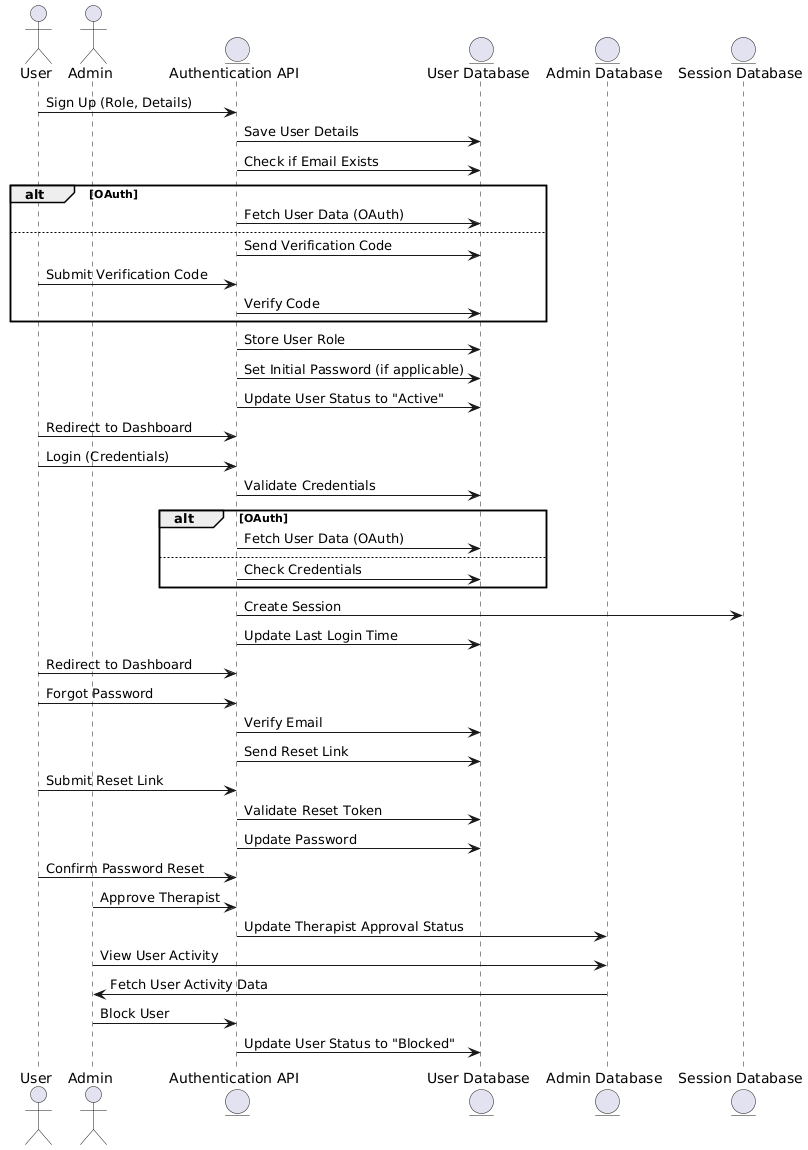 User Admin Authentication API User Database Admin Database Session Database
Sign Up (Role, Details)
Save User Details
Check if Email Exists
alt [OAuth]
Fetch User Data (OAuth)
Send Verification Code
Submit Verification Code
Verify Code
Store User Role
Set Initial Password (if applicable)
Update User Status to "Active"
Redirect to Dashboard
Login (Credentials)
Validate Credentials
alt [OAuth]
Fetch User Data (OAuth)
Check Credentials
Create Session
Update Last Login Time
Redirect to Dashboard
Forgot Password
Verify Email
Send Reset Link
Submit Reset Link
Validate Reset Token
Update Password
Confirm Password Reset
Approve Therapist
Update Therapist Approval Status
View User Activity
Fetch User Activity Data
Block User
Update User Status to "Blocked"
User Admin Authentication API User Database Admin Database Session Database